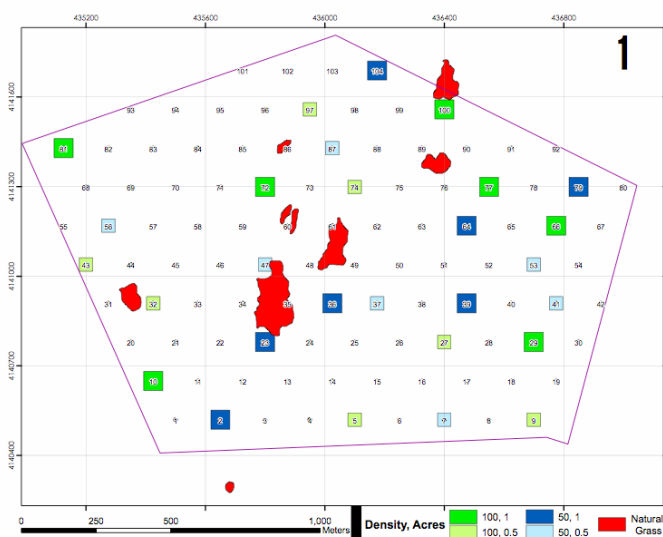 435200 435600 436000 436400 436800
1
101 102 103 104
4141600
93 94 95 96 97 98 99 100
81 82 83 84 85 86 87 88 89 90 91 92
4141300
68 69 70 74 72 73 74 75 76 77 78 79 80
55 56 57 58 59 60 61 62 63 64 65 66 67
43 44 45 46 47 48 49 50 51 52 53 54
4141000
31 32 33 34 35 36 37 38 39 40 41 42
20 21 22 23 24 25 26 27 28 29 30
4140700
10 11 12 13 14 15 16 17 18 19
1 2 3 4 5 6 7 8 9
4140400
0 250 500 1,000
Meters
Density, Acres
100, 1 50, 1 Natural
100, 0.5 50, 0.5 Grass